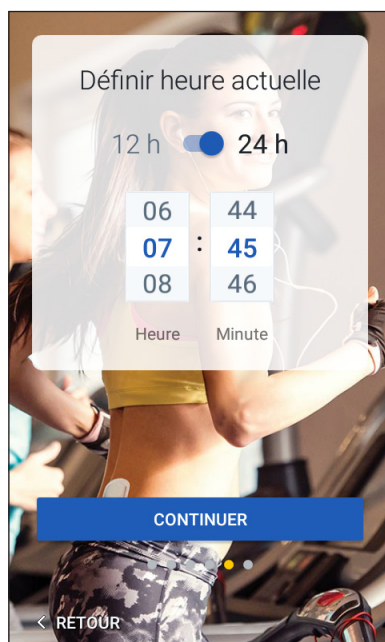 Définir heure actuelle
12 h 24 h
06 44
07 : 45
08 46
Heure Minute
CONTINUER
< RETOUR